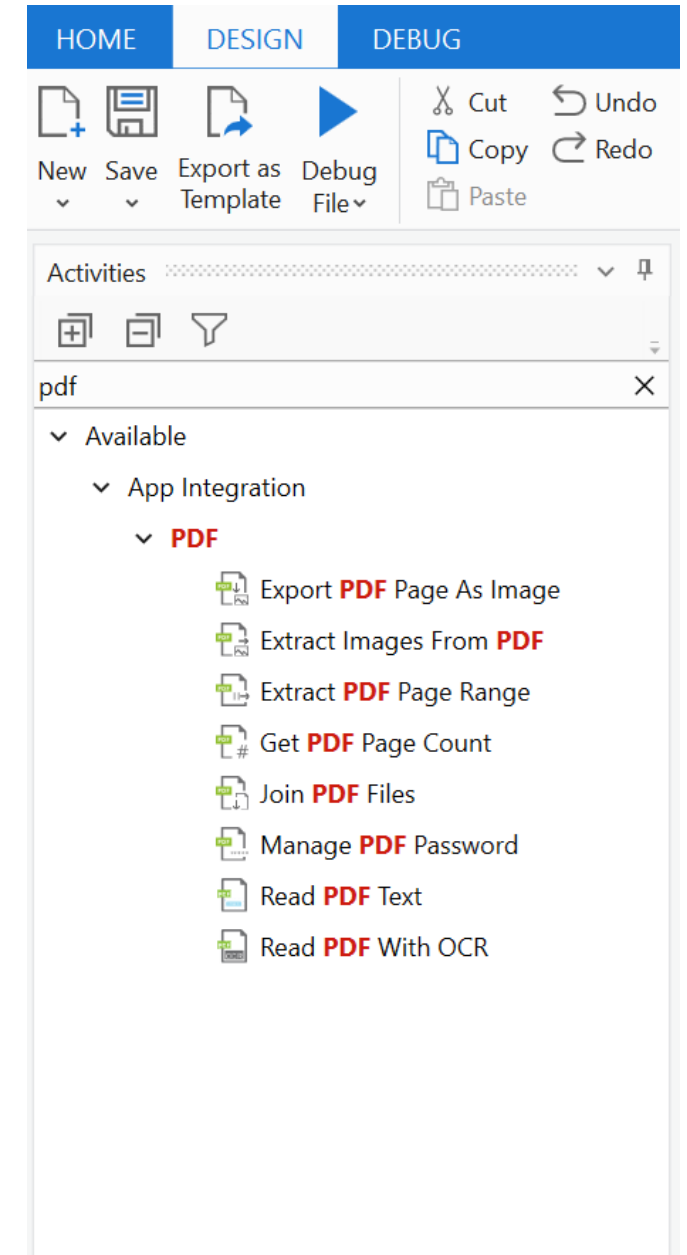 HOME DESIGN DEBUG
New Save Export as Template Debug File
Cut Undo
Copy Redo
Paste
Activities
pdf
Available
App Integration
PDF
Export PDF Page As Image
Extract Images From PDF
Extract PDF Page Range
Get PDF Page Count
Join PDF Files
Manage PDF Password
Read PDF Text
Read PDF With OCR